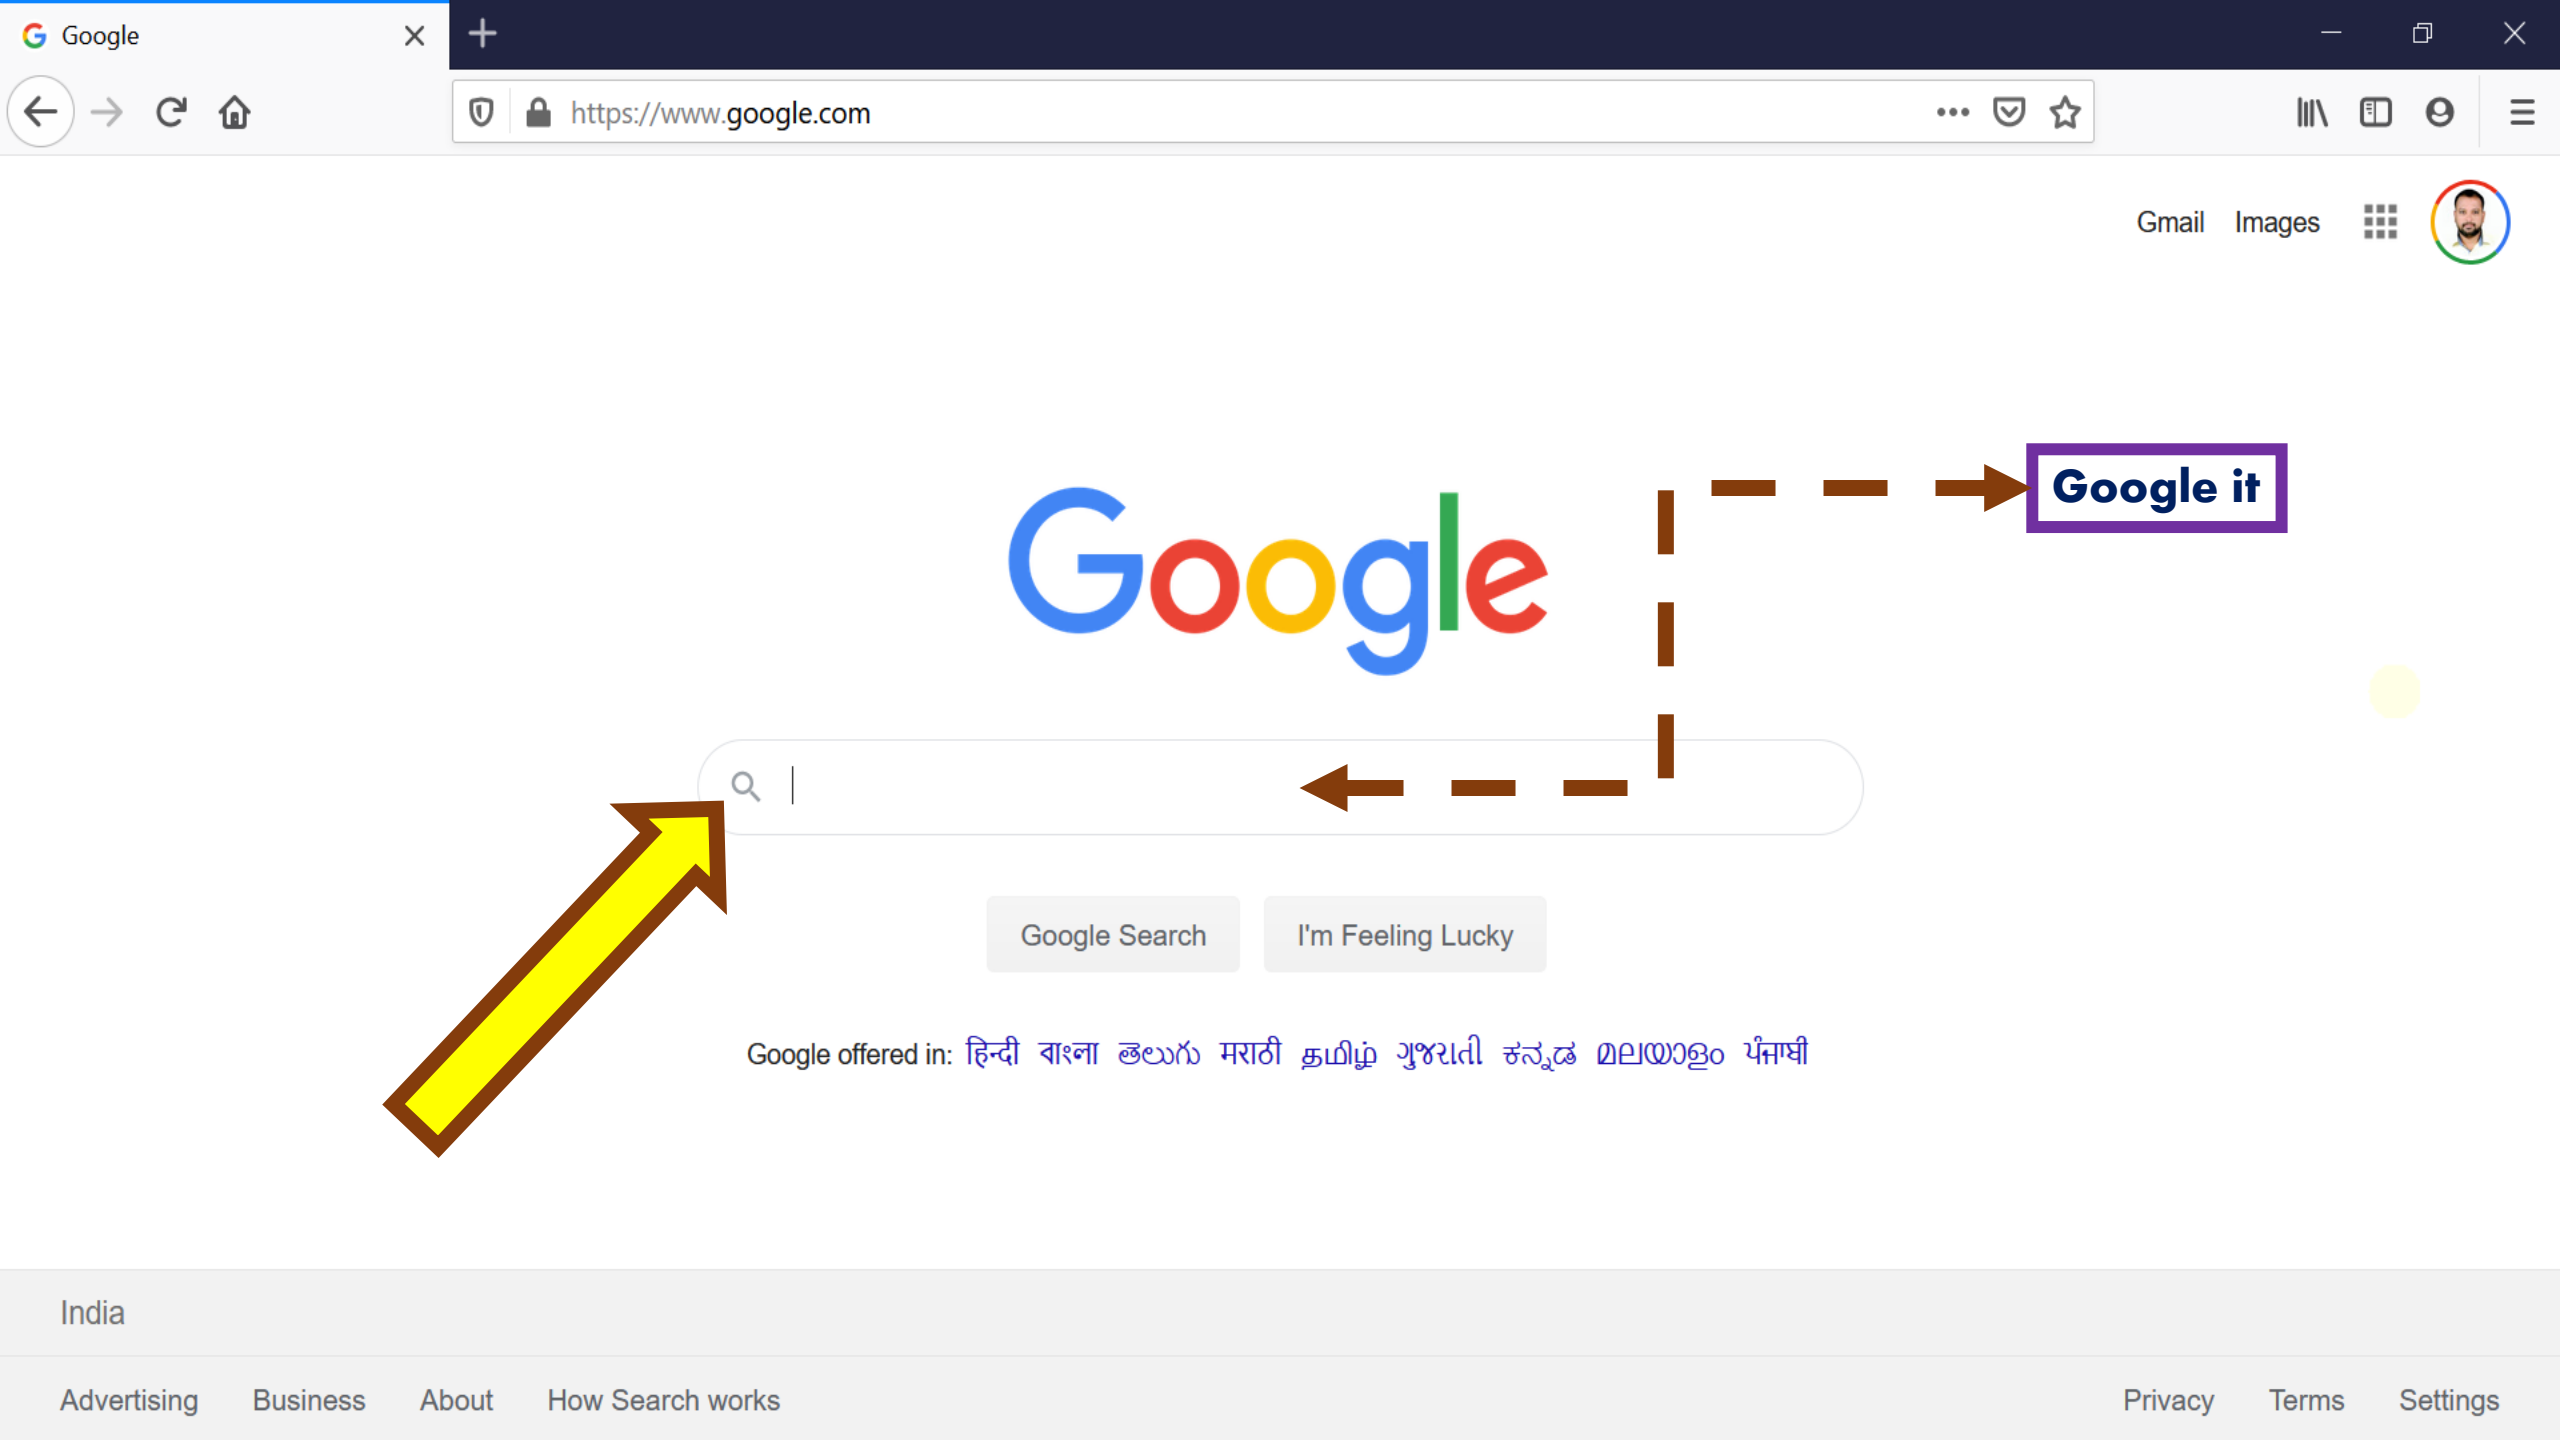 Google
https://www.google.com
Gmail Images
Google it
Google
Google Search I'm Feeling Lucky
Google offered in: हिन्दी বাংলা తెలుగు मराठी தமிழ் ગુજરાતી ಕನ್ನಡ മലയാളം ਪੰਜਾਬੀ
India
Advertising Business About How Search works Privacy Terms Settings